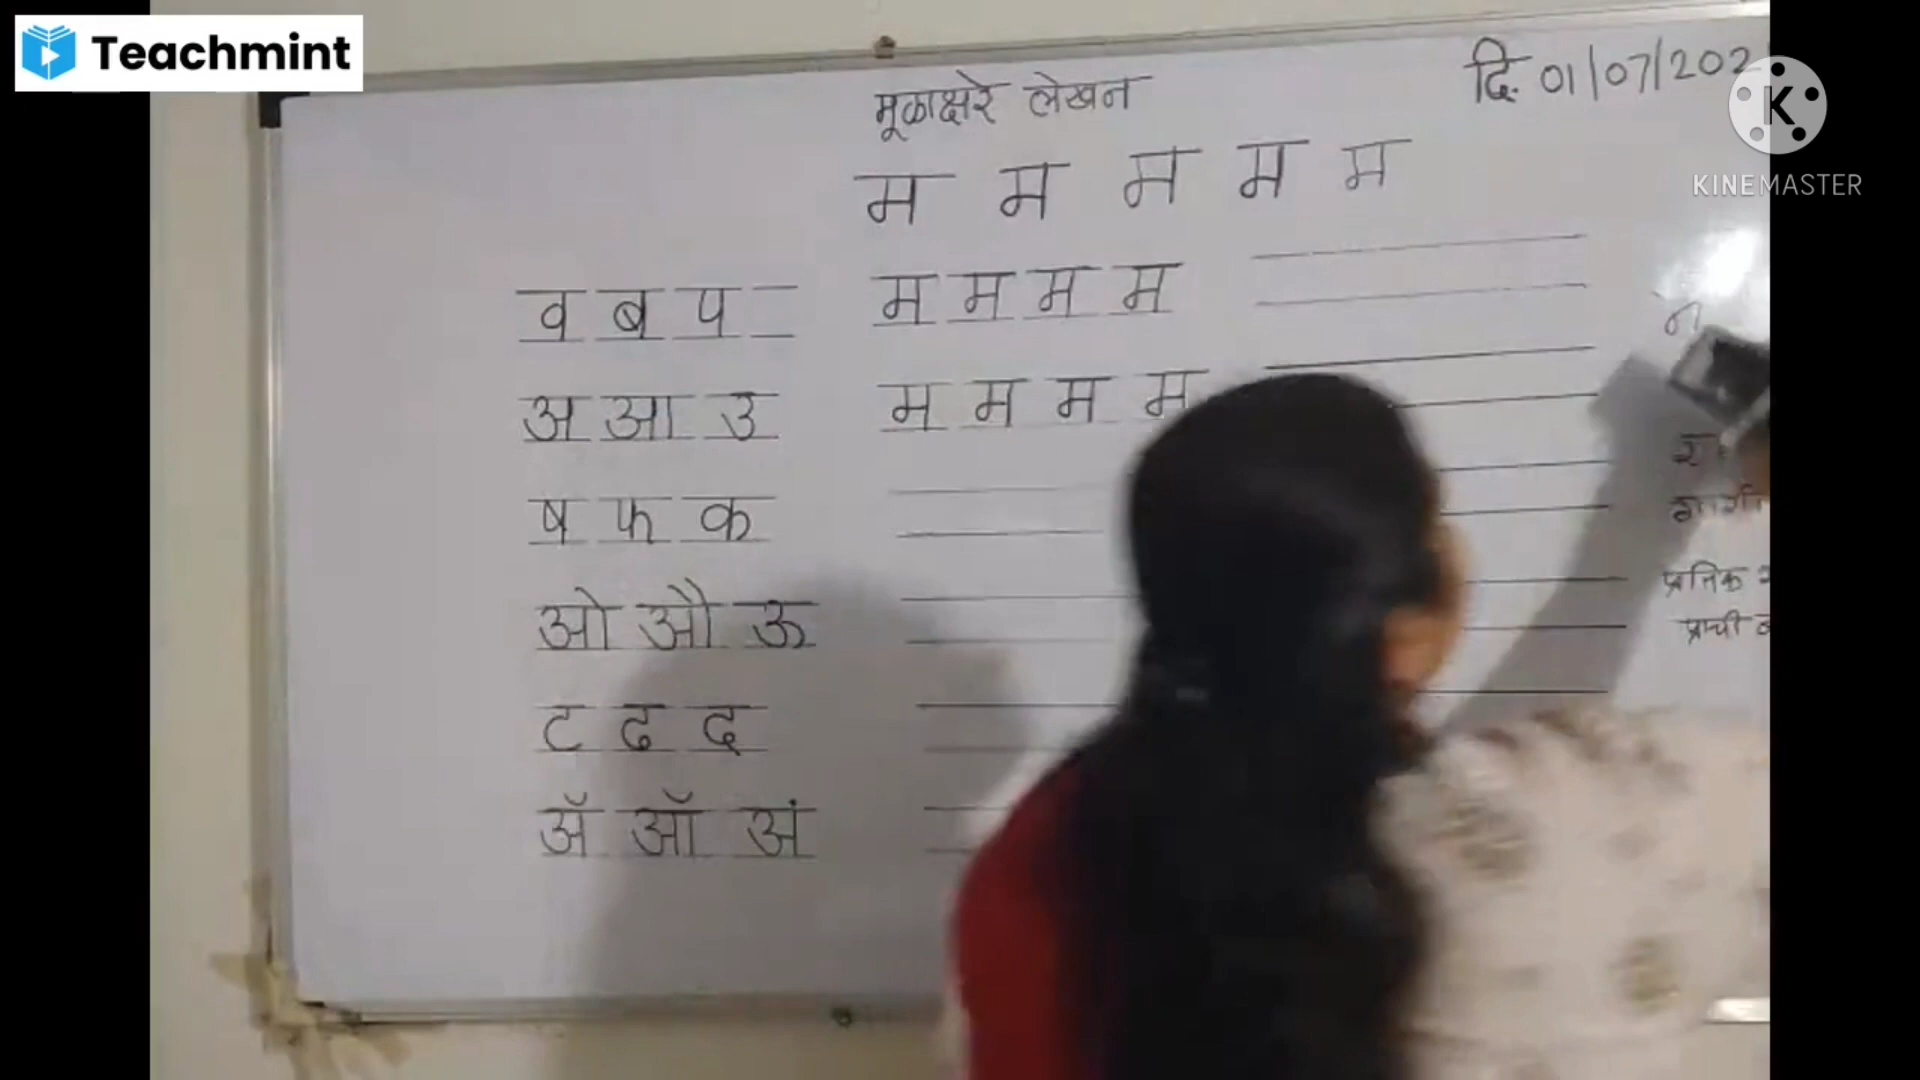 Teachmint
मूळाक्षरे लेखन
दि. 01/07/202
KINEMASTER
म म म म म
व ब प
म म म म
अ आ उ
म म म म
ष फ क
ओ औ ऊ
ट ढ द
अ‍ॅ ऑ अं
प्रतिक
प्राची